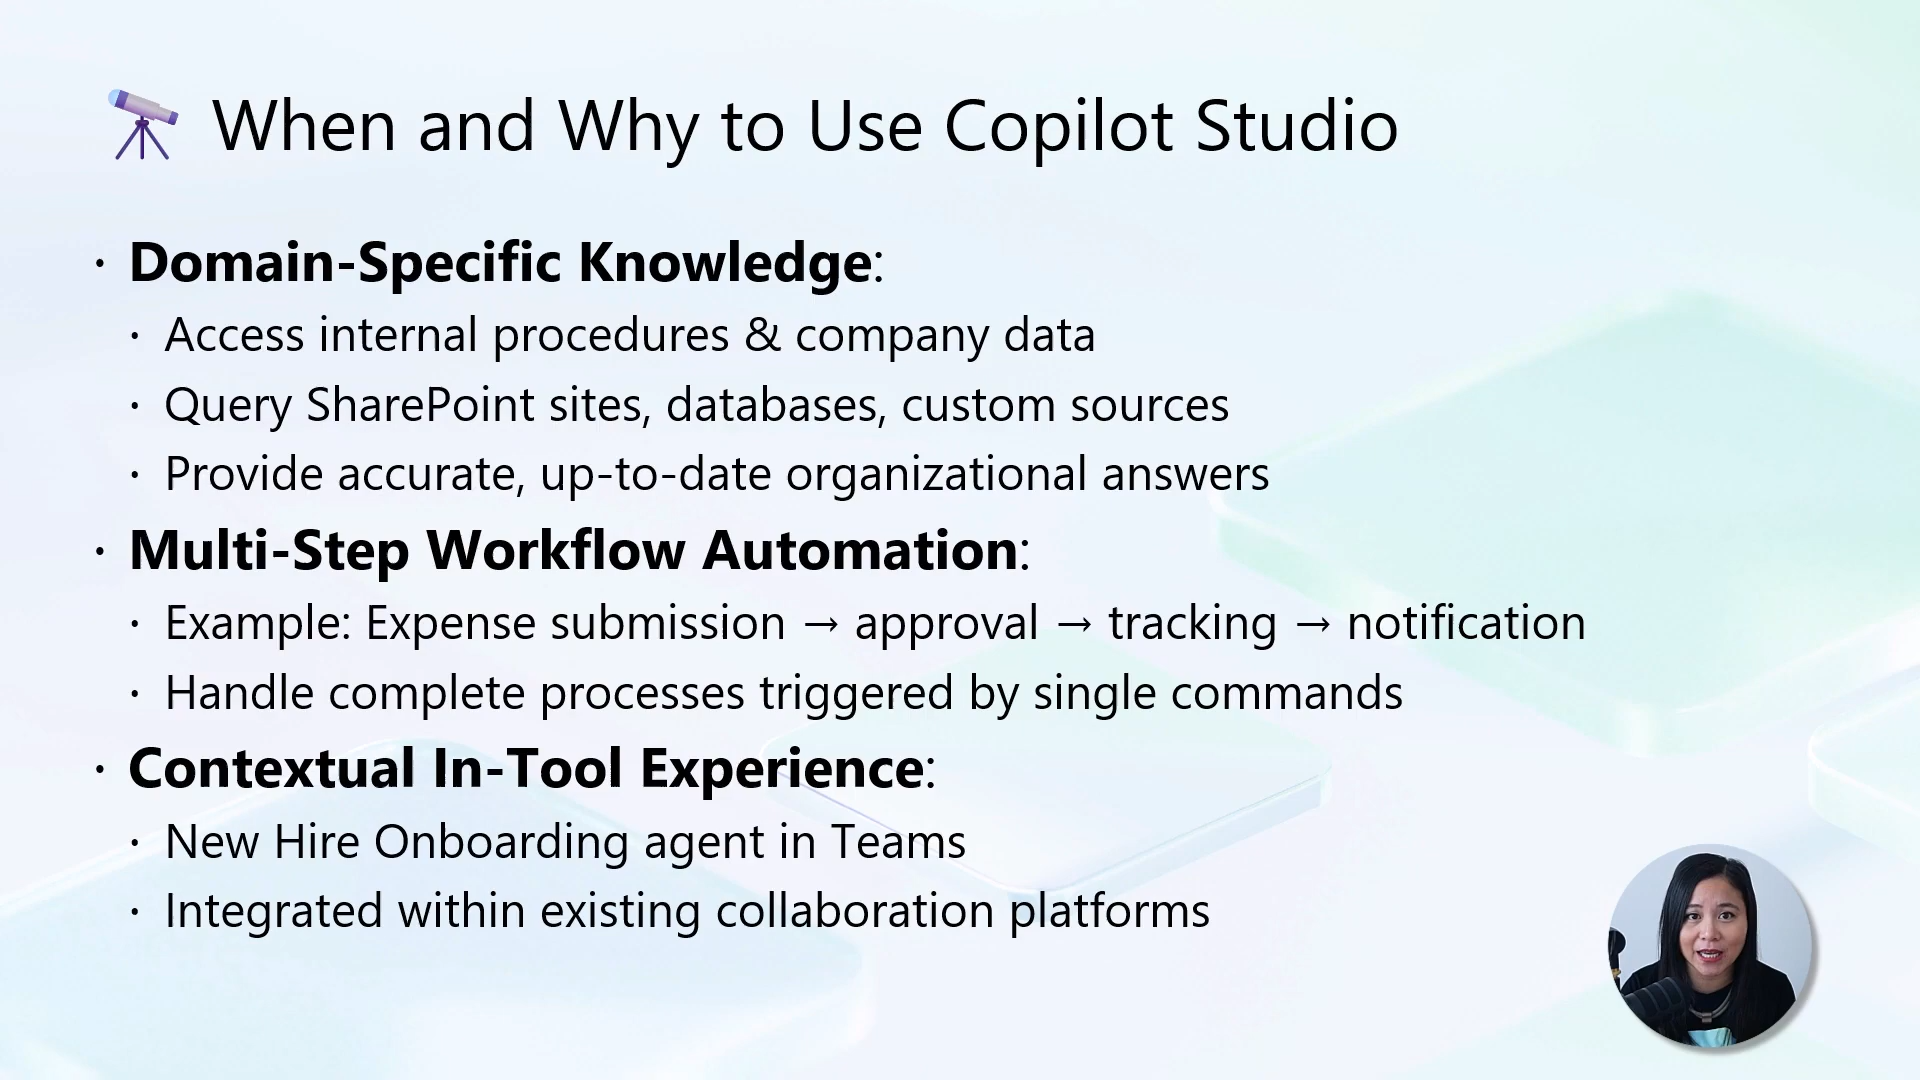 When and Why to Use Copilot Studio
· Domain-Specific Knowledge:
· Access internal procedures & company data
· Query SharePoint sites, databases, custom sources
· Provide accurate, up-to-date organizational answers
· Multi-Step Workflow Automation:
· Example: Expense submission → approval → tracking → notification
· Handle complete processes triggered by single commands
· Contextual In-Tool Experience:
· New Hire Onboarding agent in Teams
· Integrated within existing collaboration platforms